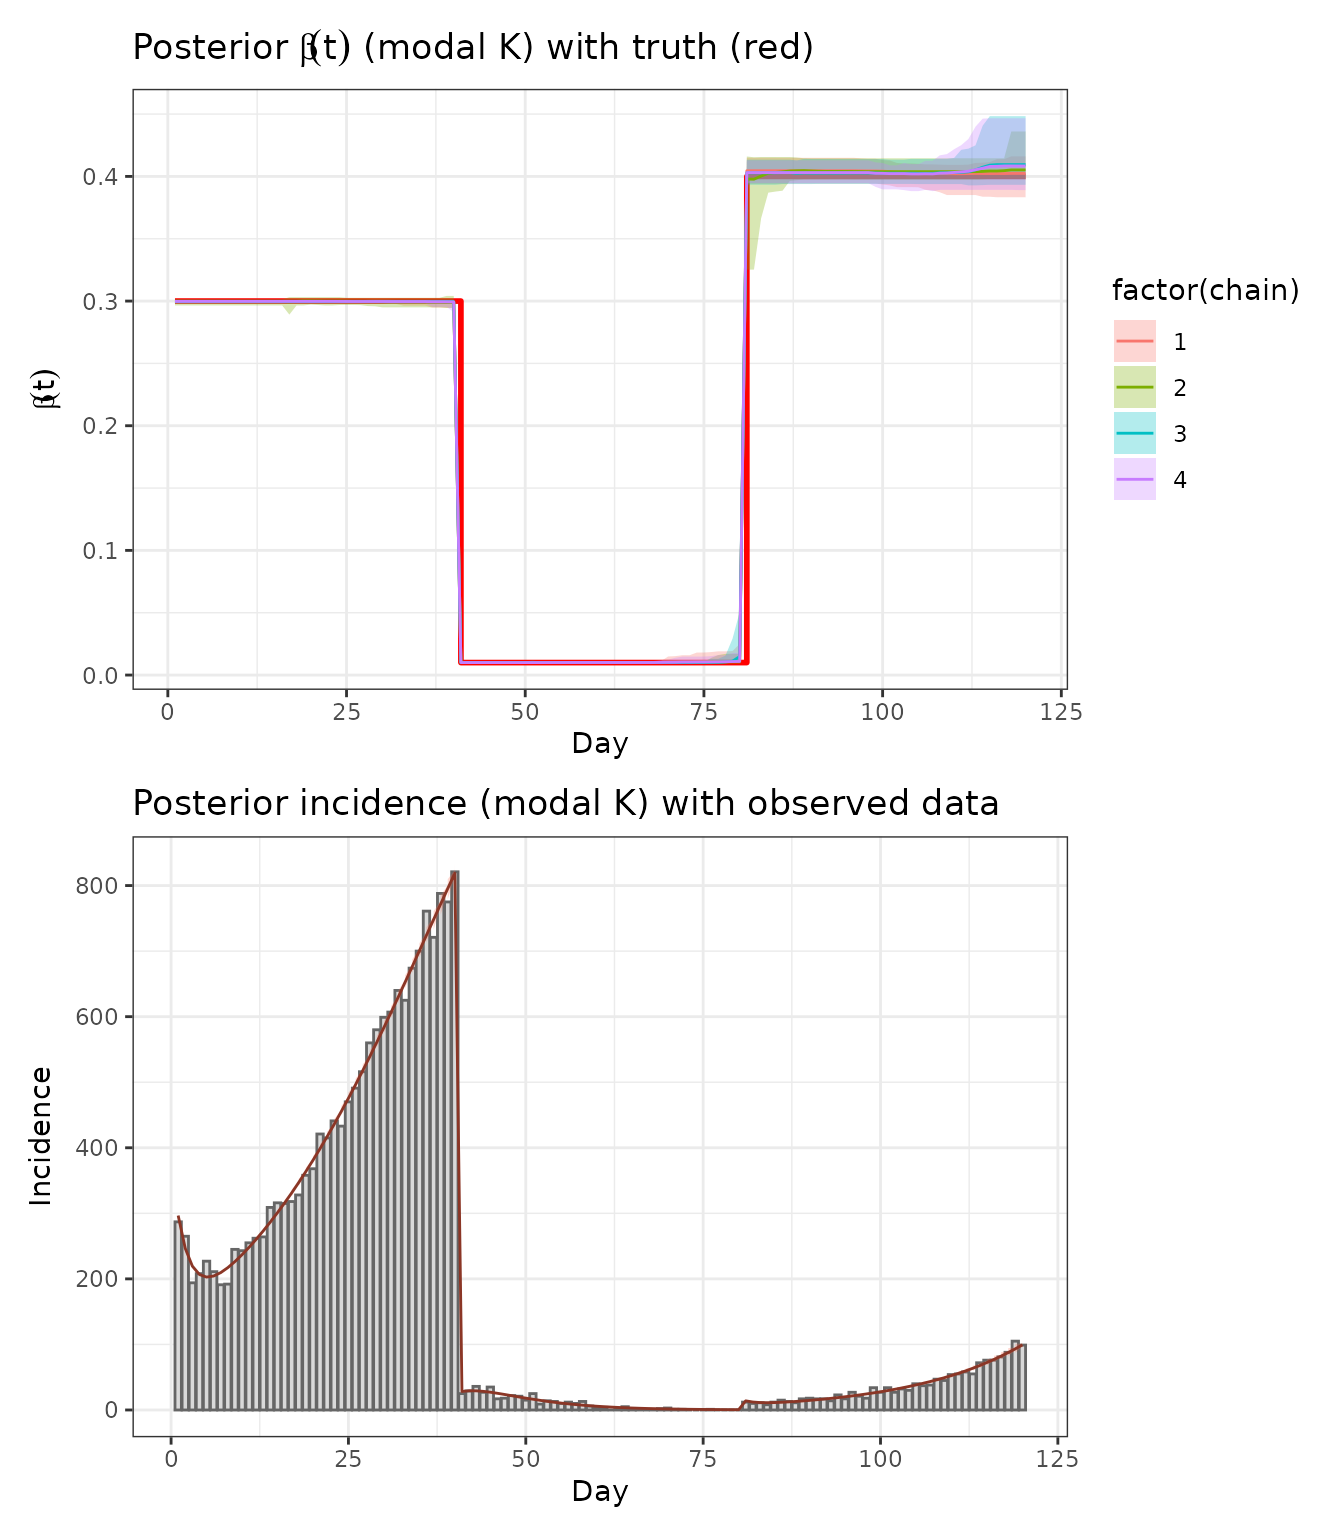 Posterior β(t) (modal K) with truth (red)
β(t)
0.4
0.3
0.2
0.1
0.0
0 25 50 75 100 125
Day
factor(chain)
1
2
3
4
Posterior incidence (modal K) with observed data
Incidence
800
600
400
200
0
0 25 50 75 100 125
Day